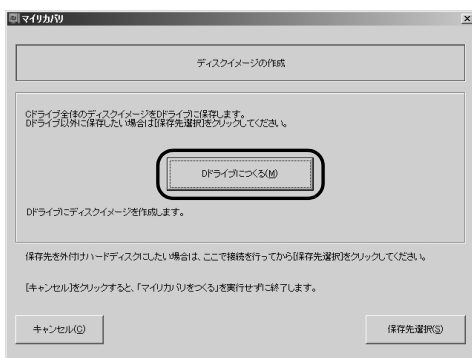 マイリカバリ
ディスクイメージの作成
Cドライブ全体のディスクイメージをDドライブに保存します。
Dドライブ以外に保存したい場合は[保存先選択]をクリックしてください。
Dドライブにつくる(M)
Dドライブにディスクイメージを作成します。
保存先を外付けハードディスクにしたい場合は、ここで接続を行ってから[保存先選択]をクリックしてください。
[キャンセル]をクリックすると、「マイリカバリをつくる」を実行せずに終了します。
キャンセル(C)
保存先選択(S)